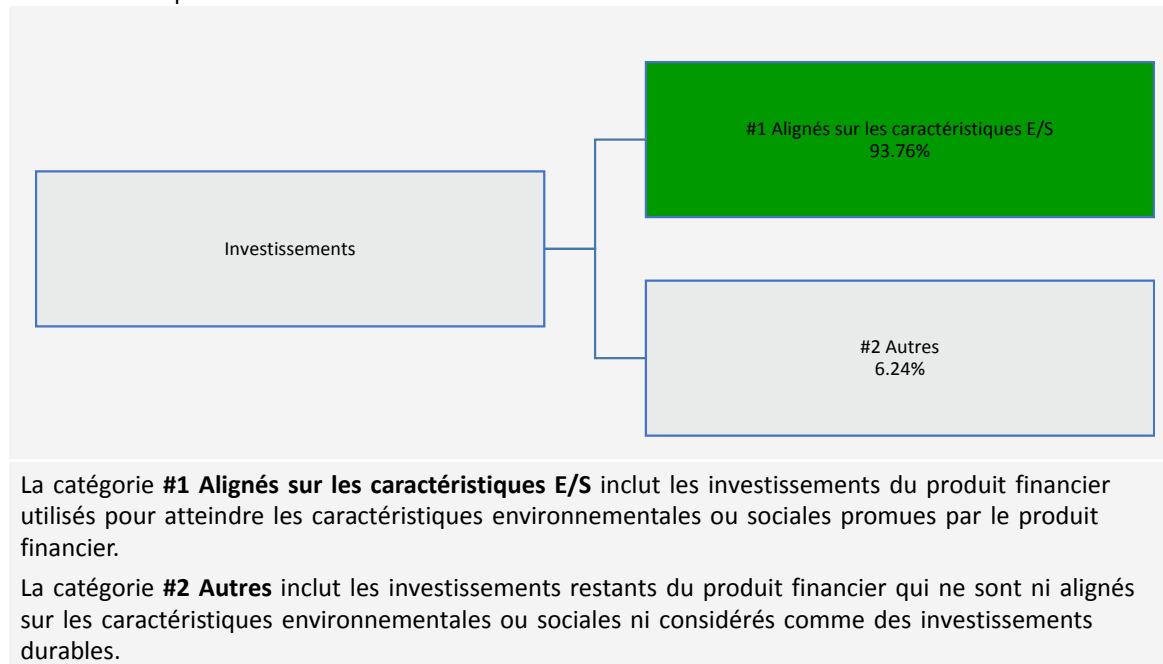 #1 Alignés sur les caractéristiques E/S
93.76%
Investissements
#2 Autres
6.24%
La catégorie #1 Alignés sur les caractéristiques E/S inclut les investissements du produit financier
utilisés pour atteindre les caractéristiques environnementales ou sociales promues par le produit
financier.
La catégorie #2 Autres inclut les investissements restants du produit financier qui ne sont ni alignés
sur les caractéristiques environnementales ou sociales ni considérés comme des investissements
durables.